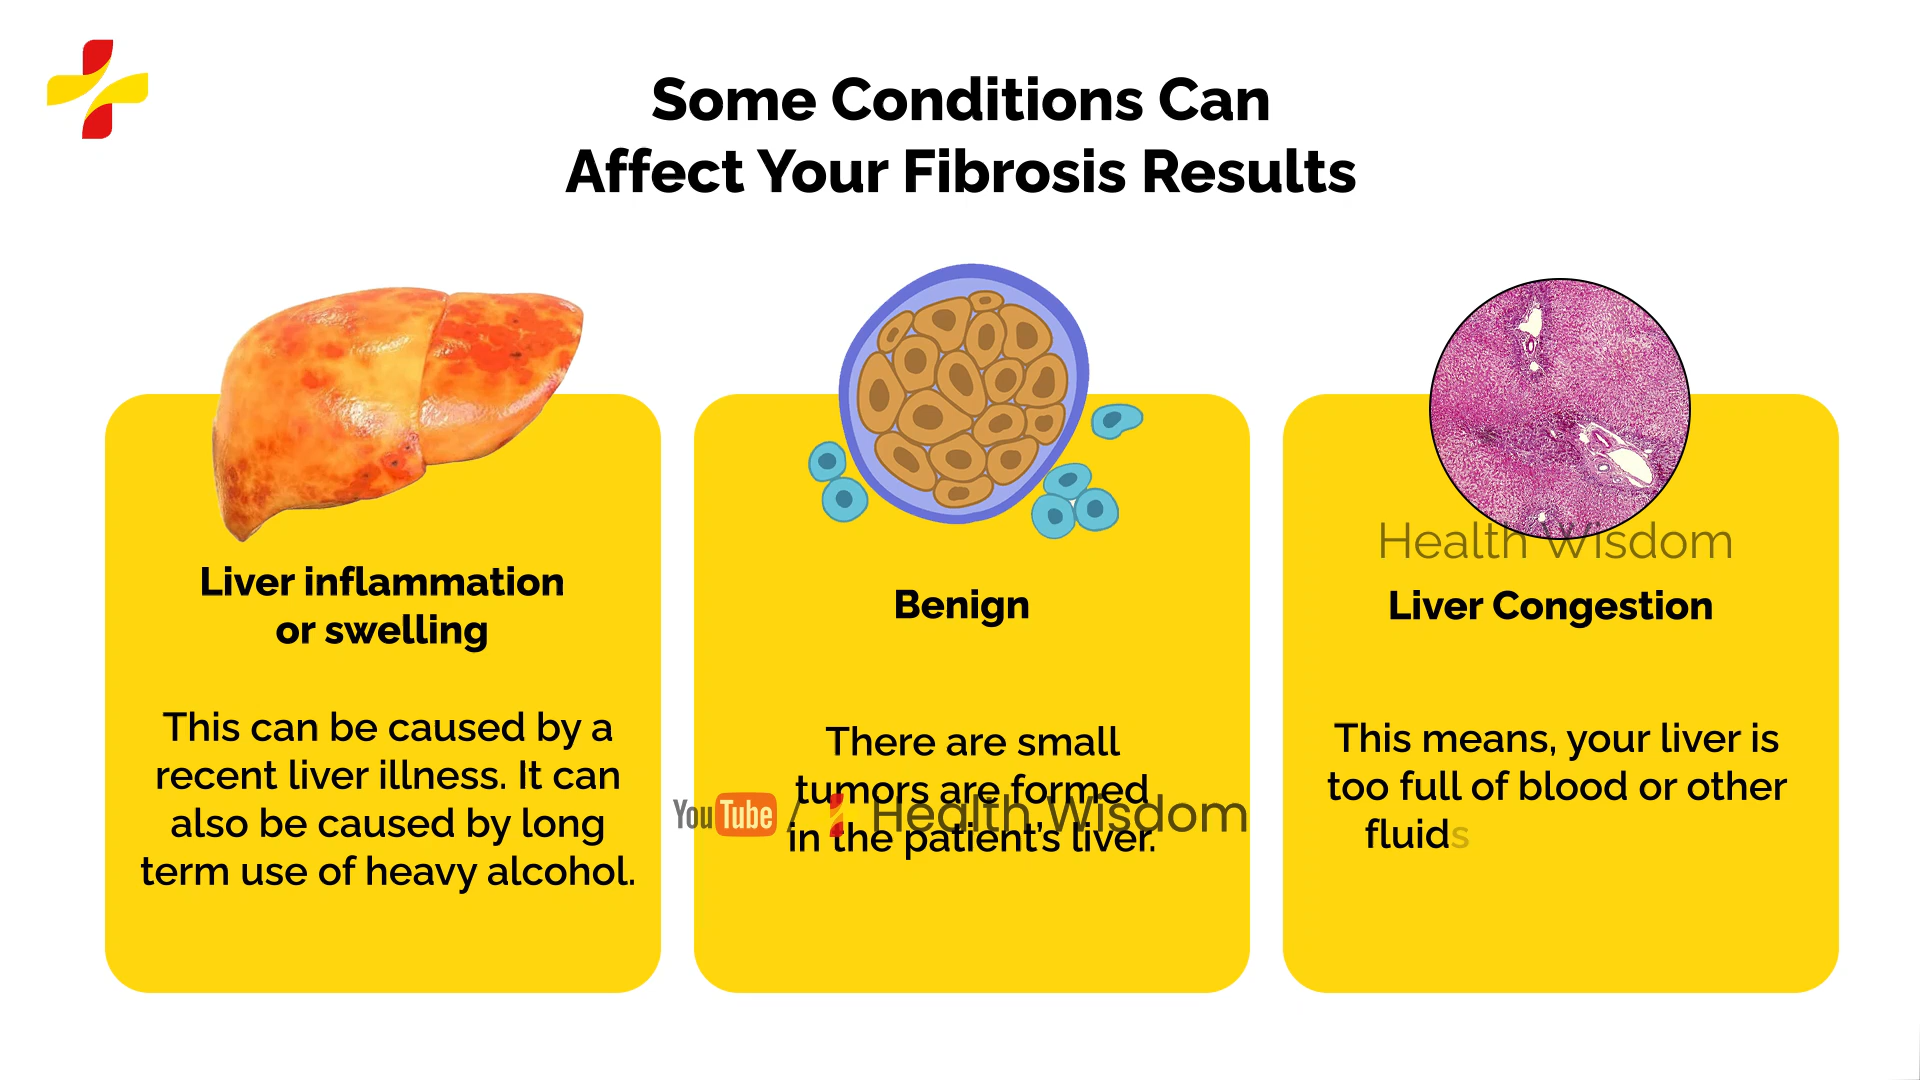 Some Conditions Can
Affect Your Fibrosis Results
Liver inflammation
or swelling
This can be caused by a
recent liver illness. It can
also be caused by long
term use of heavy alcohol.
Benign
There are small
tumors are formed
in the patient's liver.
YouTube / Health Wisdom
Health Wisdom
Liver Congestion
This means, your liver is
too full of blood or other
fluids